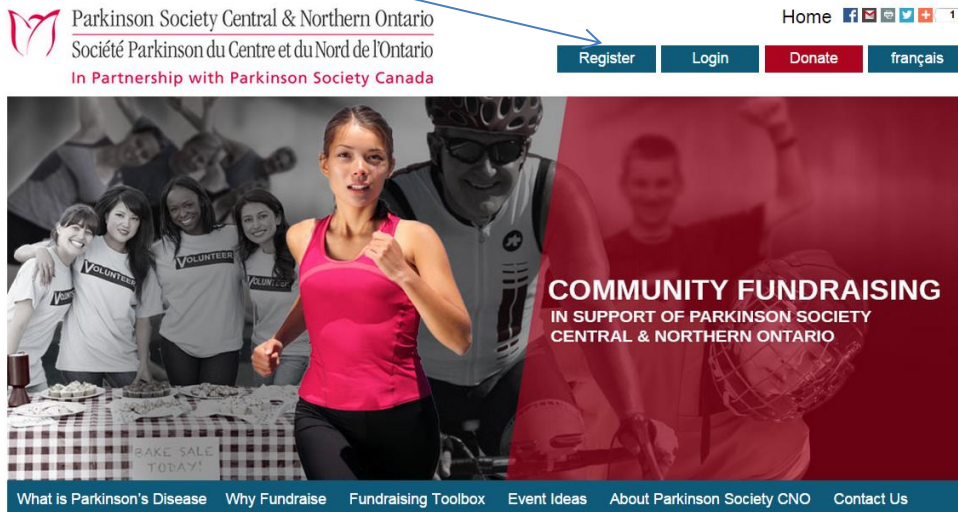 Parkinson Society Central & Northern Ontario
Société Parkinson du Centre et du Nord de l'Ontario
In Partnership with Parkinson Society Canada
Home
1
Register
Login
Donate
français
VOLUNTEER
VOLUNTEER
VOLUNTEER
BAKE SALE
TODAY!
COMMUNITY FUNDRAISING
IN SUPPORT OF PARKINSON SOCIETY
CENTRAL & NORTHERN ONTARIO
What is Parkinson's Disease
Why Fundraise
Fundraising Toolbox
Event Ideas
About Parkinson Society CNO
Contact Us